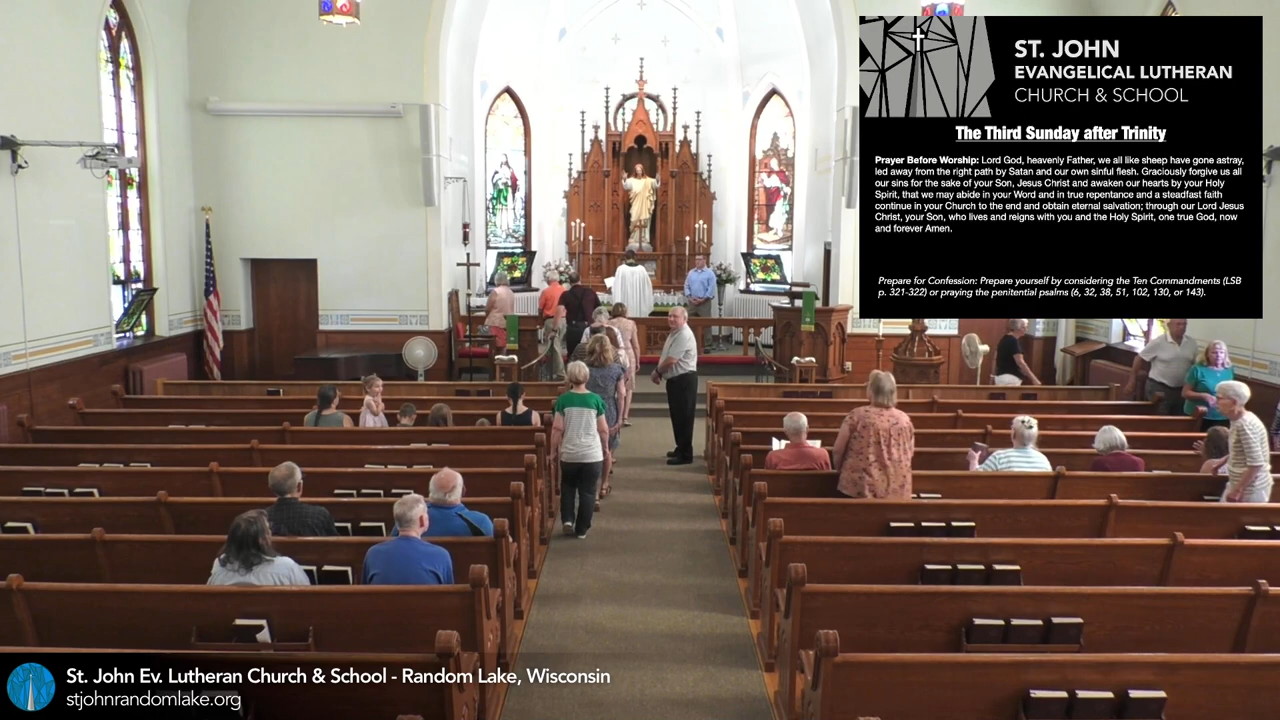 ST. JOHN
EVANGELICAL LUTHERAN
CHURCH & SCHOOL
The Third Sunday after Trinity
Prayer Before Worship: Lord God, heavenly Father, we all like sheep have gone astray,
led away from the right path by Satan and our own sinful flesh. Graciously forgive us all
our sins for the sake of your Son, Jesus Christ and awaken our hearts by your Holy
Spirit, that we may abide in your Word and in true repentance and a steadfast faith
continue in your Church to the end and obtain eternal salvation; through our Lord Jesus
Christ, your Son, who lives and reigns with you and the Holy Spirit, one true God, now
and forever Amen.
Prepare for Confession: Prepare yourself by considering the Ten Commandments (LSB
p. 321-322) or praying the penitential psalms (6, 32, 38, 51, 102, 130, or 143).
St. John Ev. Lutheran Church & School - Random Lake, Wisconsin
stjohnrandomlake.org